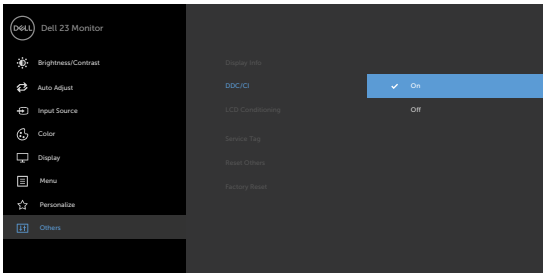 DELL Dell 23 Monitor
Brightness/Contrast
Auto Adjust
Input Source
Color
Display
Menu
Personalize
Others
Display Info
DDC/CI
LCD Conditioning
Service Tag
Reset Others
Factory Reset
On
Off